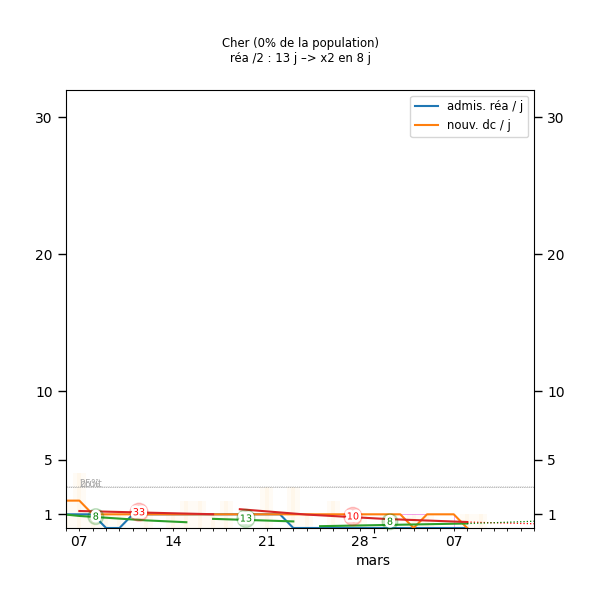 Cher (0% de la population)
réa /2 : 13 j –> x2 en 8 j
admis. réa / j
nouv. dc / j
30 30
20 20
10 10
5 5
1 1
8 33 13 10 8
07 14 21 28 07
mars